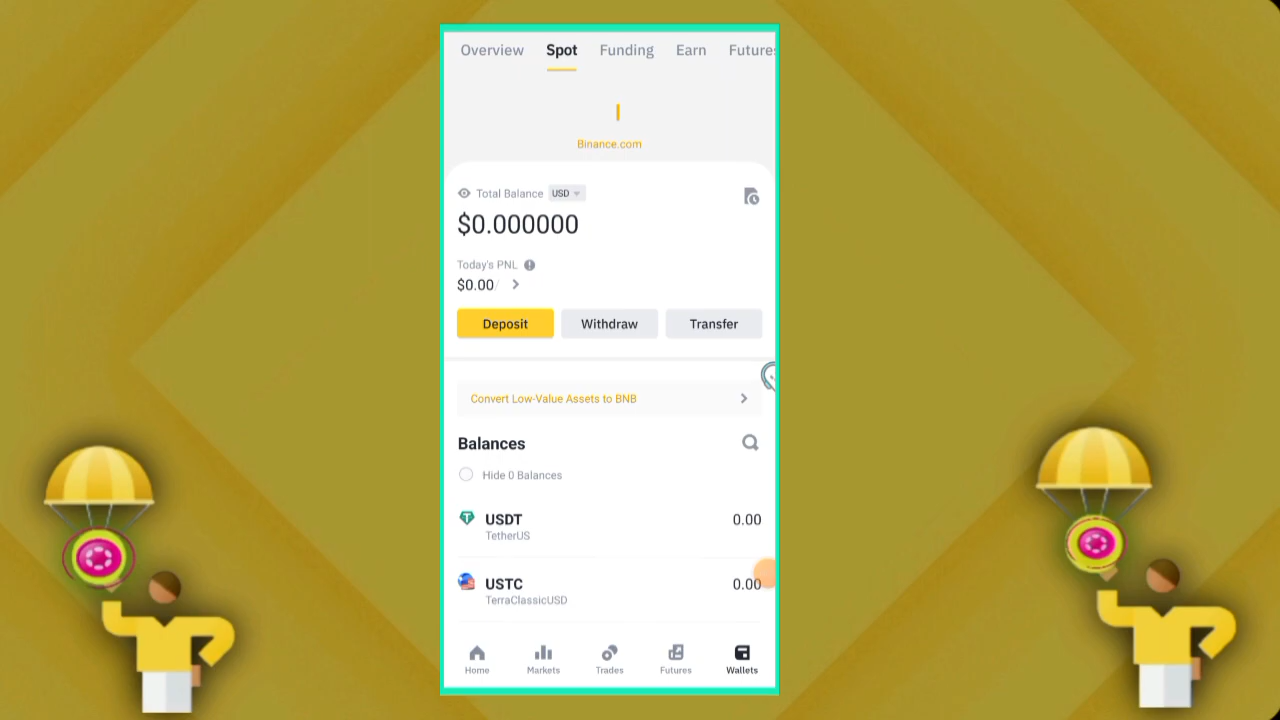 Overview Spot Funding Earn Futures
Binance.com
Total Balance USD
$0.000000
Today's PNL
$0.00/
Deposit Withdraw Transfer
Convert Low-Value Assets to BNB
Balances
Hide 0 Balances
USDT 0.00
TetherUS
USTC 0.00
TerraClassicUSD
Home Markets Trades Futures Wallets